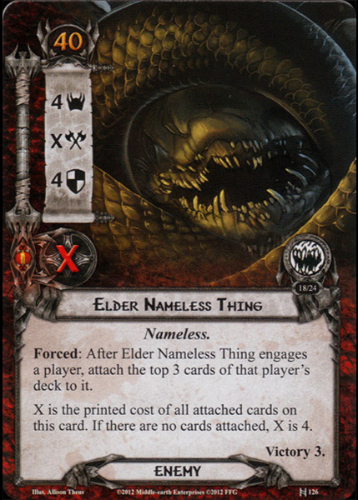 40
4
X
4
X
18/24
ELDER NAMELESS THING
Nameless.
Forced: After Elder Nameless Thing engages
a player, attach the top 3 cards of that player's
deck to it.
X is the printed cost of all attached cards on
this card. If there are no cards attached, X is 4.
Victory 3.
ENEMY
Illus. Allison Theus ©2012 Middle-earth Enterprises ©2012 FFG 126